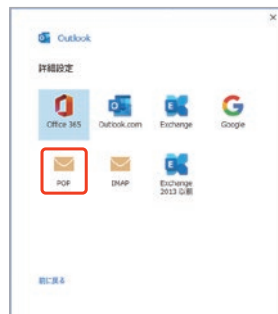 Outlook
詳細設定
Office 365 Outlook.com Exchange Google
POP IMAP Exchange
2013 以前
前に戻る